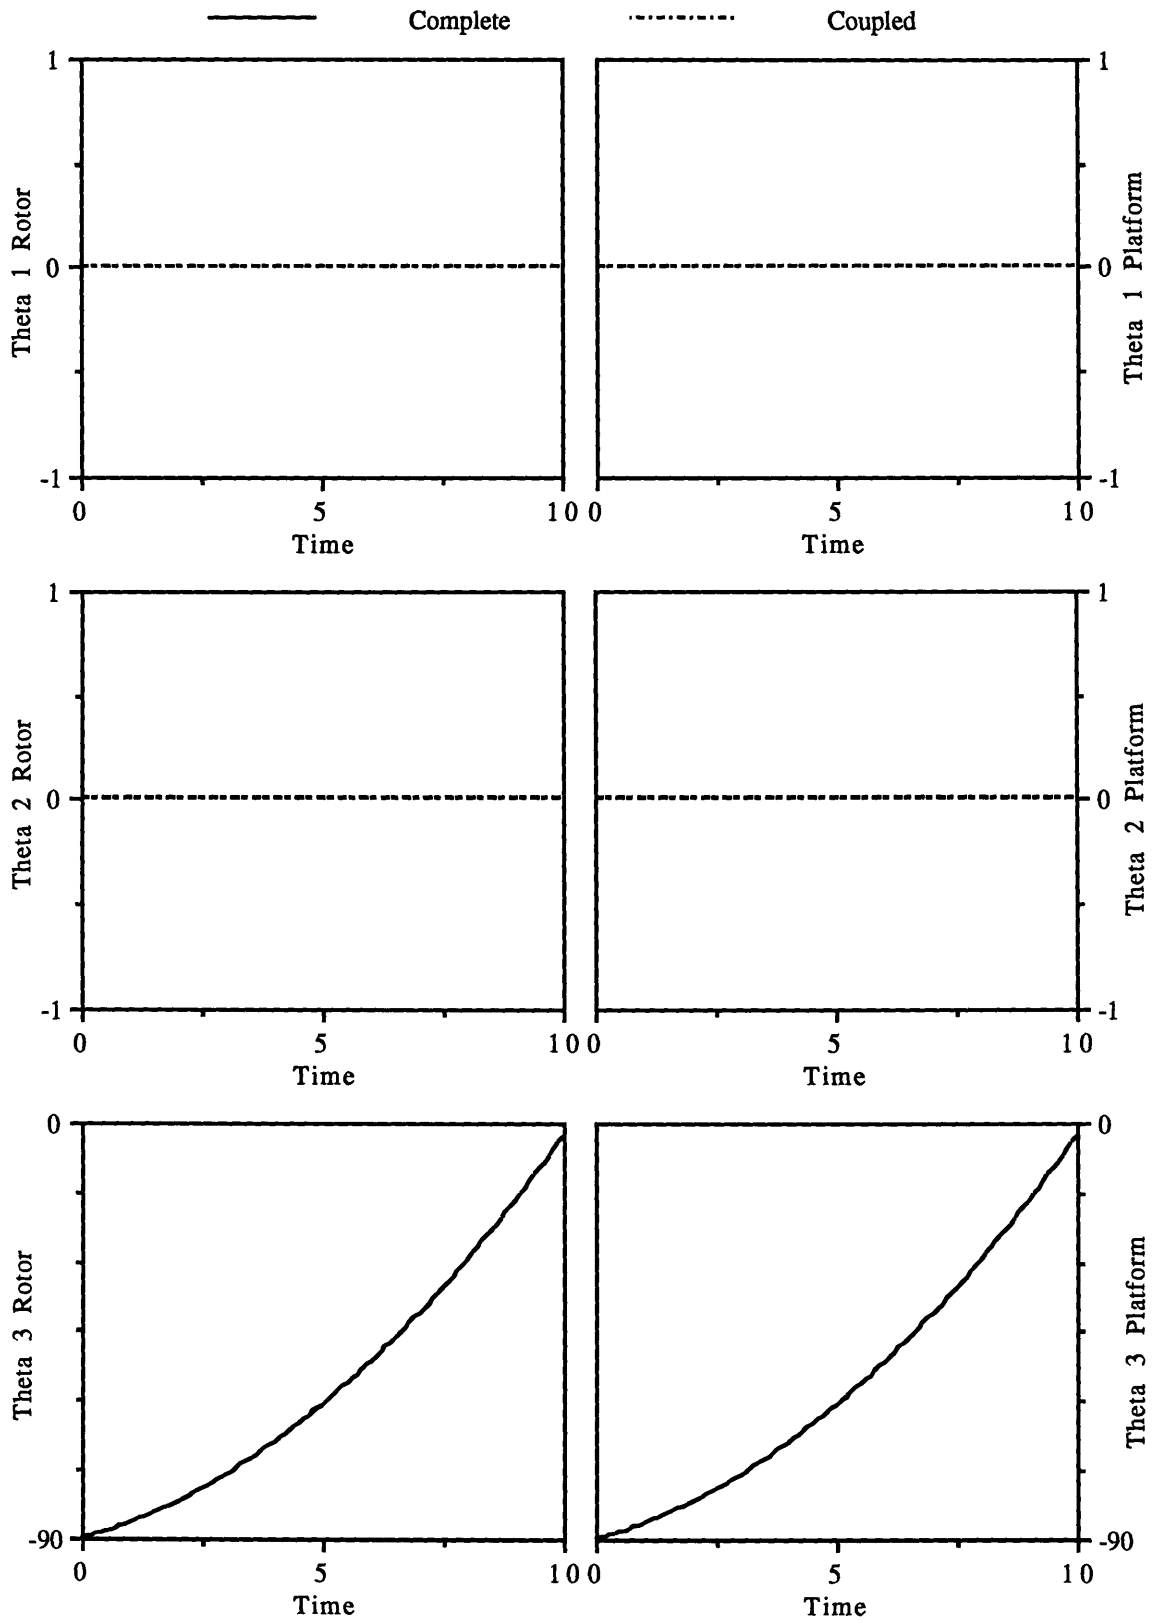 Complete Coupled
1 1
Theta 1 Rotor
0 0
Theta 1 Platform
-1 -1
0 5 10 0 5 10
Time Time
1 1
Theta 2 Rotor
0 0
Theta 2 Platform
-1 -1
0 5 10 0 5 10
Time Time
0 0
Theta 3 Rotor
Theta 3 Platform
-90 -90
0 5 10 0 5 10
Time Time